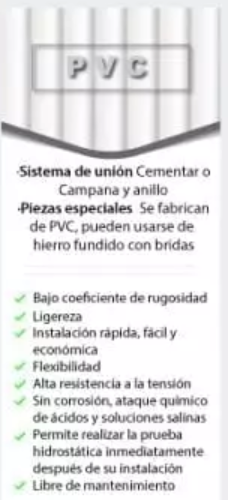 PVC
·Sistema de unión Cementar o
Campana y anillo
·Piezas especiales Se fabrican
de PVC, pueden usarse de
hierro fundido con bridas
Bajo coeficiente de rugosidad
Ligereza
Instalación rápida, fácil y
económica
Flexibilidad
Alta resistencia a la tensión
Sin corrosión, ataque químico
de ácidos y soluciones salinas
Permite realizar la prueba
hidrostática inmediatamente
después de su instalación
Libre de mantenimiento